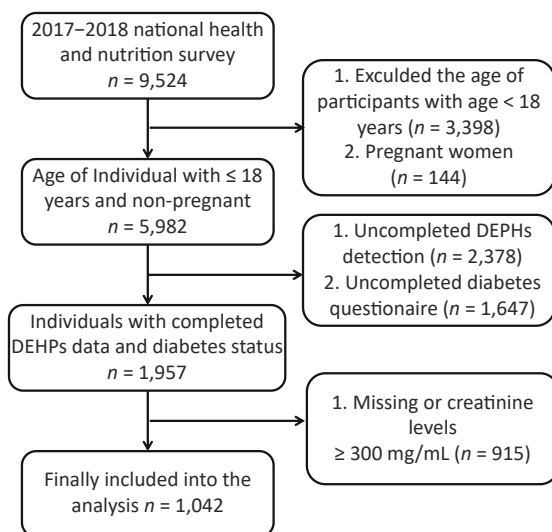 2017−2018 national health
and nutrition survey
n = 9,524
1. Exculded the age of
participants with age < 18
years (n = 3,398)
2. Pregnant women
(n = 144)
Age of Individual with ≤ 18
years and non-pregnant
n = 5,982
1. Uncompleted DEPHs
detection (n = 2,378)
2. Uncompleted diabetes
questionaire (n = 1,647)
Individuals with completed
DEHPs data and diabetes status
n = 1,957
1. Missing or creatinine
levels
≥ 300 mg/mL (n = 915)
Finally included into the
analysis n = 1,042